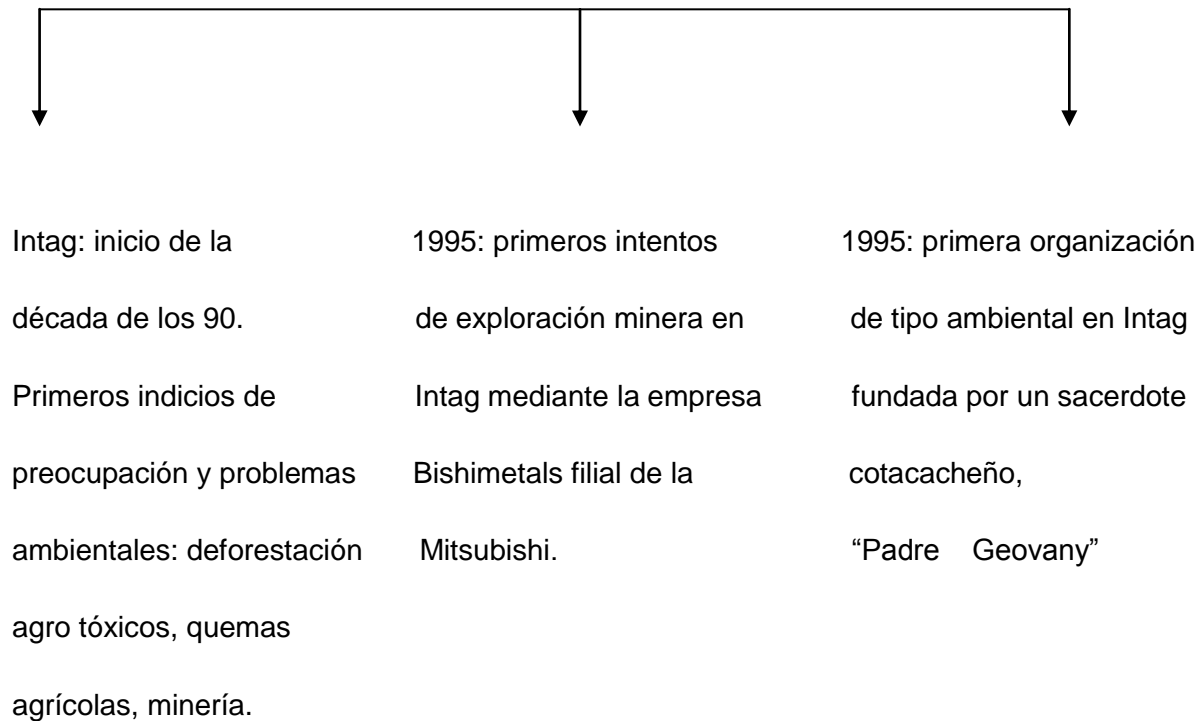 Intag: inicio de la
década de los 90.
Primeros indicios de
preocupación y problemas
ambientales: deforestación
agro tóxicos, quemas
agrícolas, minería.
1995: primeros intentos
de exploración minera en
Intag mediante la empresa
Bishimetals filial de la
Mitsubishi.
1995: primera organización
de tipo ambiental en Intag
fundada por un sacerdote
cotacacheño,
“Padre Geovany”